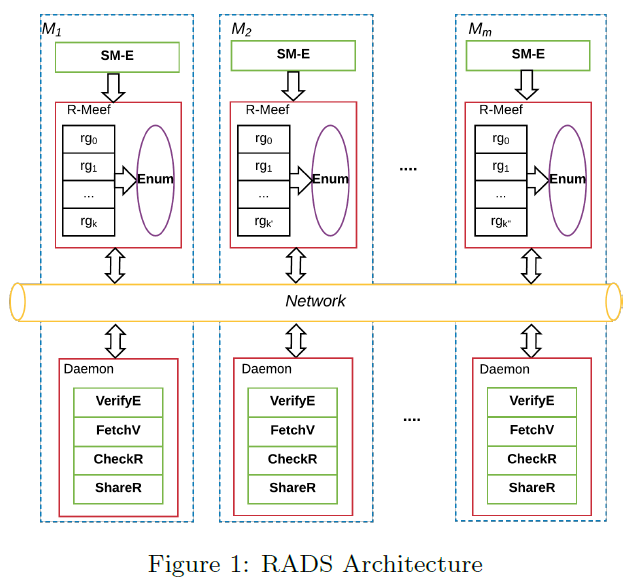 M1
SM-E
R-Meef
rg0
rg1
...
rgk
Enum
M2
SM-E
R-Meef
rg0
rg1
...
rgk'
Enum
....
Mm
SM-E
R-Meef
rg0
rg1
...
rgk"
Enum
Network
Daemon
VerifyE
FetchV
CheckR
ShareR
Daemon
VerifyE
FetchV
CheckR
ShareR
....
Daemon
VerifyE
FetchV
CheckR
ShareR
Figure 1: RADS Architecture